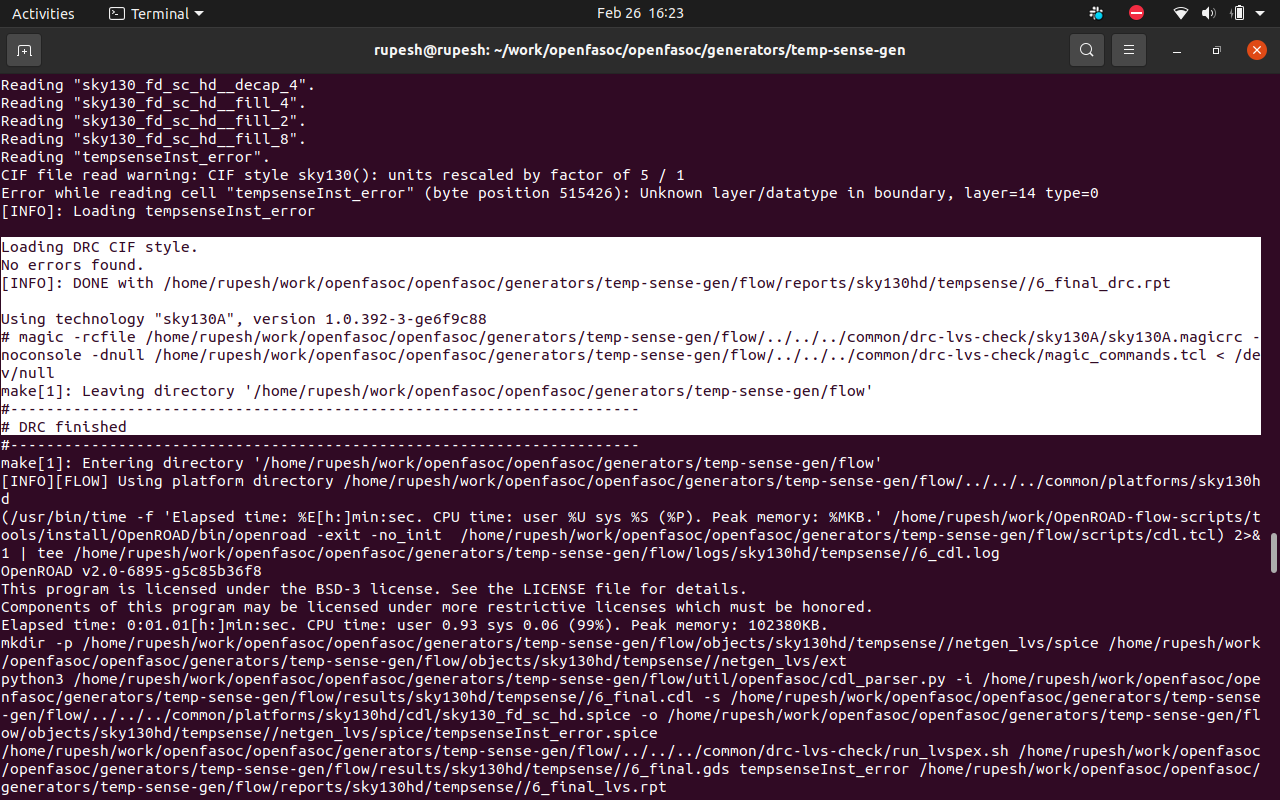 Activities
Terminal
Feb 26 16:23
rupesh@rupesh: ~/work/openfasoc/openfasoc/generators/temp-sense-gen
Reading "sky130_fd_sc_hd__decap_4".
Reading "sky130_fd_sc_hd__fill_4".
Reading "sky130_fd_sc_hd__fill_2".
Reading "sky130_fd_sc_hd__fill_8".
Reading "tempsenseInst_error".
CIF file read warning: CIF style sky130(): units rescaled by factor of 5 / 1
Error while reading cell "tempsenseInst_error" (byte position 515426): Unknown layer/datatype in boundary, layer=14 type=0
[INFO]: Loading tempsenseInst_error
Loading DRC CIF style.
No errors found.
[INFO]: DONE with /home/rupesh/work/openfasoc/openfasoc/generators/temp-sense-gen/flow/reports/sky130hd/tempsense//6_final_drc.rpt
Using technology "sky130A", version 1.0.392-3-ge6f9c88
# magic -rcfile /home/rupesh/work/openfasoc/openfasoc/generators/temp-sense-gen/flow/../../../common/drc-lvs-check/sky130A/sky130A.magicrc -
noconsole -dnull /home/rupesh/work/openfasoc/openfasoc/generators/temp-sense-gen/flow/../../../common/drc-lvs-check/magic_commands.tcl < /de
v/null
make[1]: Leaving directory '/home/rupesh/work/openfasoc/openfasoc/generators/temp-sense-gen/flow'
#----------------------------------------------------------------------
# DRC finished
#----------------------------------------------------------------------
make[1]: Entering directory '/home/rupesh/work/openfasoc/openfasoc/generators/temp-sense-gen/flow'
[INFO][FLOW] Using platform directory /home/rupesh/work/openfasoc/openfasoc/generators/temp-sense-gen/flow/../../../common/platforms/sky130h
d
(/usr/bin/time -f 'Elapsed time: %E[h:]min:sec. CPU time: user %U sys %S (%P). Peak memory: %MKB.' /home/rupesh/work/OpenROAD-flow-scripts/t
ools/install/OpenROAD/bin/openroad -exit -no_init  /home/rupesh/work/openfasoc/openfasoc/generators/temp-sense-gen/flow/scripts/cdl.tcl) 2>&
1 | tee /home/rupesh/work/openfasoc/openfasoc/generators/temp-sense-gen/flow/logs/sky130hd/tempsense//6_cdl.log
OpenROAD v2.0-6895-g5c85b36f8
This program is licensed under the BSD-3 license. See the LICENSE file for details.
Components of this program may be licensed under more restrictive licenses which must be honored.
Elapsed time: 0:01.01[h:]min:sec. CPU time: user 0.93 sys 0.06 (99%). Peak memory: 102380KB.
mkdir -p /home/rupesh/work/openfasoc/openfasoc/generators/temp-sense-gen/flow/objects/sky130hd/tempsense//netgen_lvs/spice /home/rupesh/work
/openfasoc/openfasoc/generators/temp-sense-gen/flow/objects/sky130hd/tempsense//netgen_lvs/ext
python3 /home/rupesh/work/openfasoc/openfasoc/generators/temp-sense-gen/flow/util/openfasoc/cdl_parser.py -i /home/rupesh/work/openfasoc/ope
nfasoc/generators/temp-sense-gen/flow/results/sky130hd/tempsense//6_final.cdl -s /home/rupesh/work/openfasoc/openfasoc/generators/temp-sense
-gen/flow/../../../common/platforms/sky130hd/cdl/sky130_fd_sc_hd.spice -o /home/rupesh/work/openfasoc/openfasoc/generators/temp-sense-gen/fl
ow/objects/sky130hd/tempsense//netgen_lvs/spice/tempsenseInst_error.spice
/home/rupesh/work/openfasoc/openfasoc/generators/temp-sense-gen/flow/../../../common/drc-lvs-check/run_lvspex.sh /home/rupesh/work/openfasoc
/openfasoc/generators/temp-sense-gen/flow/results/sky130hd/tempsense//6_final.gds tempsenseInst_error /home/rupesh/work/openfasoc/openfasoc/
generators/temp-sense-gen/flow/reports/sky130hd/tempsense//6_final_lvs.rpt